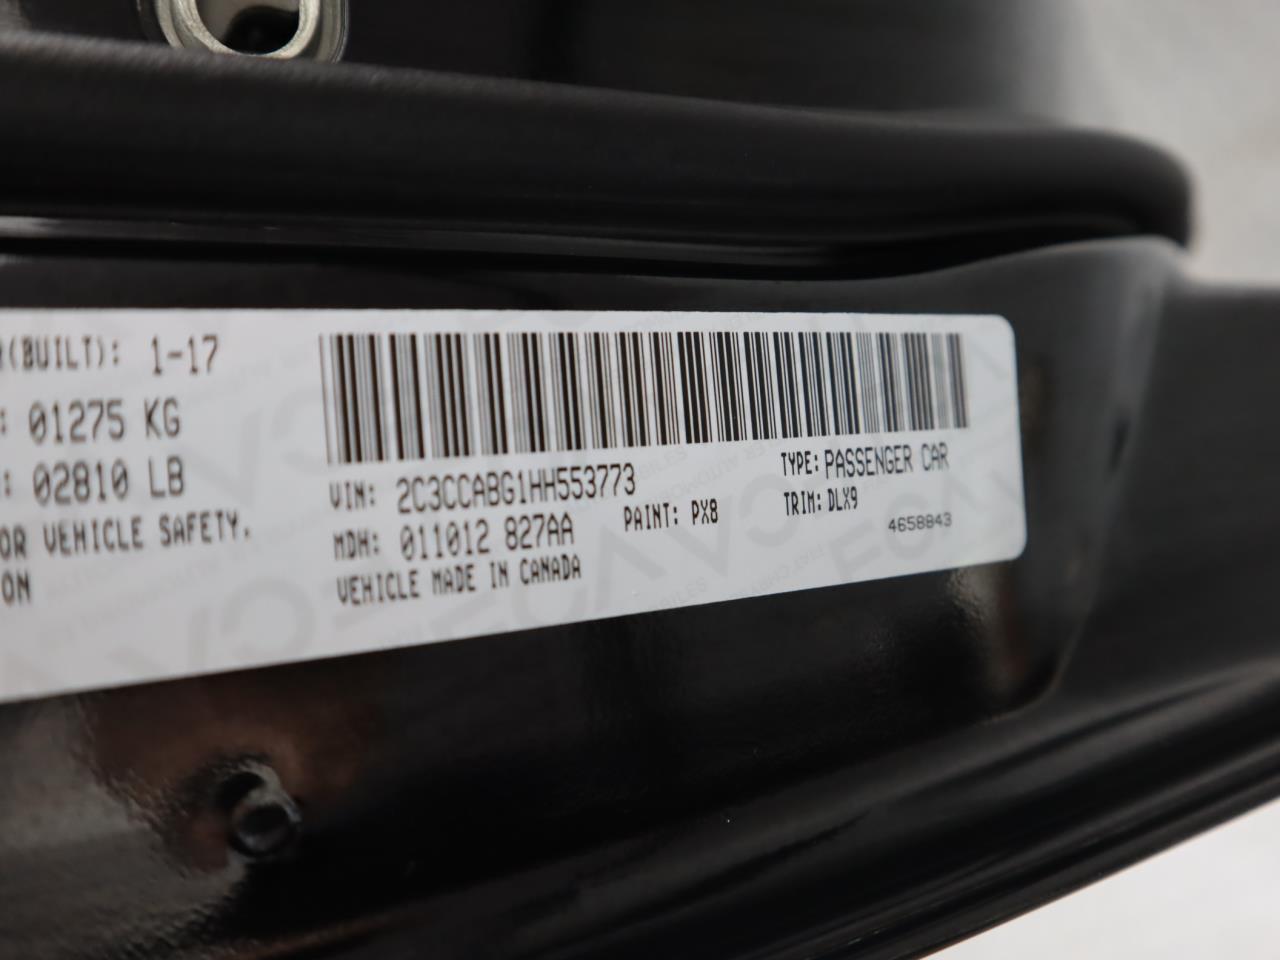 (BUILT): 1-17
: 01275 KG
: 02810 LB
OR VEHICLE SAFETY.
ON
VIN: 2C3CCABG1HH553773
TYPE: PASSENGER CAR
MDH: 011012 827AA
PAINT: PX8
TRIM: DLX9
VEHICLE MADE IN CANADA
4658843